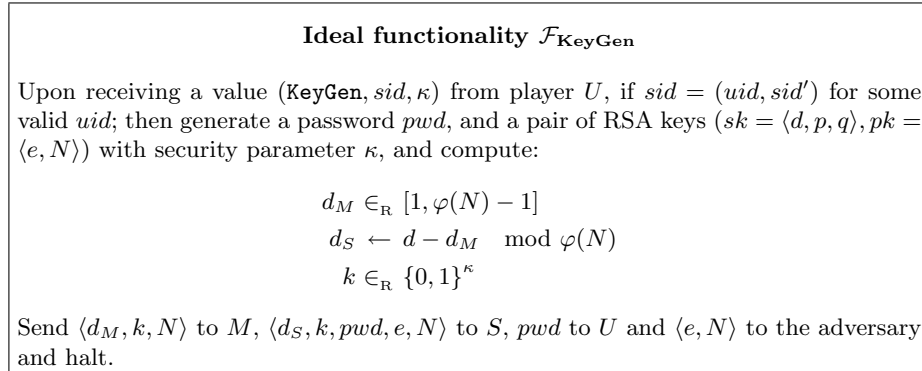 Ideal functionality 𝓕_KeyGen
Upon receiving a value (KeyGen, sid, κ) from player U, if sid = (uid, sid′) for some
valid uid; then generate a password pwd, and a pair of RSA keys (sk = ⟨d, p, q⟩, pk =
⟨e, N⟩) with security parameter κ, and compute:
d_M ∈_R [1, φ(N) − 1]
d_S ← d − d_M mod φ(N)
k ∈_R {0, 1}^κ
Send ⟨d_M, k, N⟩ to M, ⟨d_S, k, pwd, e, N⟩ to S, pwd to U and ⟨e, N⟩ to the adversary
and halt.